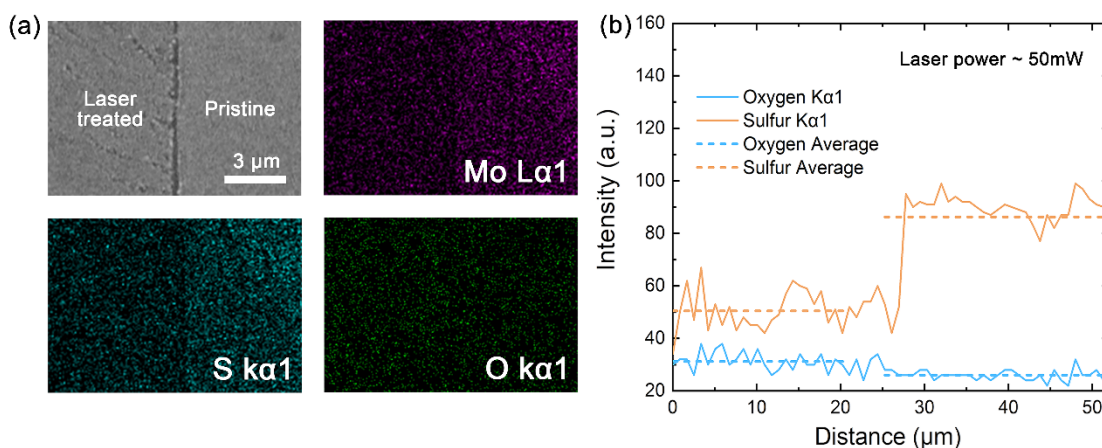 (a)
Laser
treated
Pristine
3 μm
Mo Lα1
S kα1
O kα1
(b)
Intensity (a.u.)
160
140
120
100
80
60
40
20
Laser power ~ 50mW
Oxygen Kα1
Sulfur Kα1
Oxygen Average
Sulfur Average
0 10 20 30 40 50
Distance (μm)